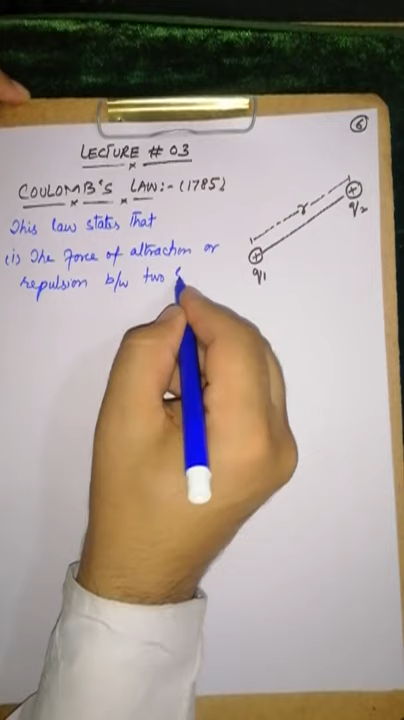 6
LECTURE # 03
COULOMB'S LAW:- (1785)
This law states That
(i) The Force of attraction or
repulsion b/w two
r
q2
q1